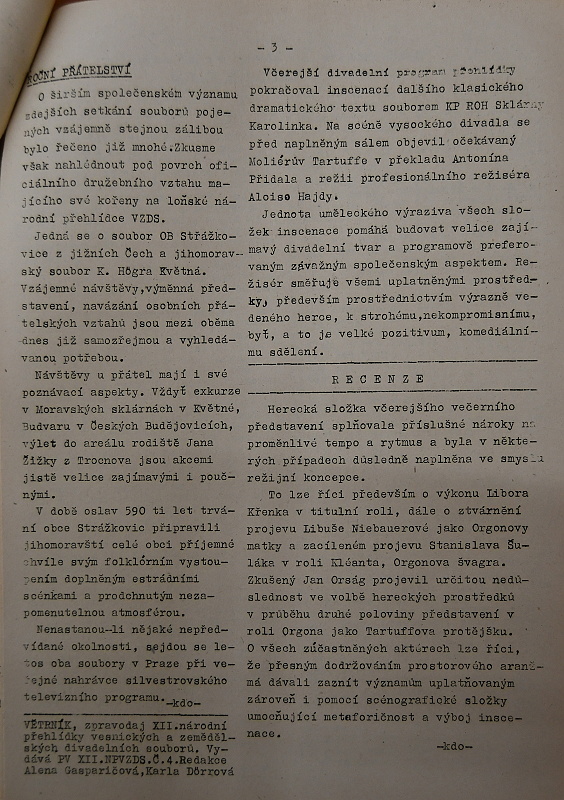 - 3 -
ROČNÍ PŘÁTELSTVÍ
O širším společenském významu
zdejších setkání souborů poje-
ných vzájemně stejnou zálibou
bylo řečeno již mnohé.Zkusme
však nahlédnout pod povrch ofi-
ciálního družebního vztahu ma-
jícího své kořeny na loňské ná-
rodní přehlídce VZDS.
Jedná se o soubor OB Strážko-
vice z jižních Čech a jihomorav-
ský soubor K. Högra Květná.
Vzájemné návštěvy,výměnná před-
stavení, navázání osobních přá-
telských vztahů jsou mezi oběma
dnes již samozřejmou a vyhledá-
vanou potřebou.
Návštěvy u přátel mají i své
poznávací aspekty. Vždyť exkurze
v Moravských sklárnách v Květné,
Budvaru v Českých Budějovicích,
výlet do areálu rodiště Jana
Žižky z Trocnova jsou akcemi
jistě velice zajímavými i pouč-
nými.
V době oslav 590 ti let trvá-
ní obce Strážkovic připravili
jihomoravští celé obci příjemné
chvíle svým folklórním vystou-
pením doplněným estrádními
scénkami a prodchnutým neza-
pomenutelnou atmosférou.
Nenastanou-li nějaké nepřed-
vídané okolnosti, sejdou se le-
tos oba soubory v Praze při ve-
řejné nahrávce silvestrovského
televizního programu.
-kdo-
VĚTRNÍK, zpravodaj XII.národní
přehlídky vesnických a zeměděl-
ských divadelních souborů. Vy-
dává PV XII.NPVZDS.Č.4.Redakce
Alena Gasparičová,Karla Dörrová
Včerejší divadelní program přehlídky
pokračoval inscenací dalšího klasického
dramatického textu souborem KP ROH Sklárny
Karolinka. Na scéně vysockého divadla se
před naplněným sálem objevil očekávaný
Moliérův Tartuffe v překladu Antonína
Přidala a režii profesionálního režiséra
Aloise Hajdy.
Jednota uměleckého výraziva všech slo-
žek inscenace pomáhá budovat velice zají-
mavý divadelní tvar a programově prefero-
vaným závažným společenským aspektem. Re-
žisér směřuje všemi uplatněnými prostřed-
ky, především prostřednictvím výrazně ve-
deného herce, k strohému,nekompromisnímu,
byť, a to je velké pozitivum, komediální-
mu sdělení.
RECENZE
Herecká složka včerejšího večerního
představení splňovala příslušné nároky na
proměnlivé tempo a rytmus a byla v někte-
rých případech důsledně naplněna ve smyslu
režijní koncepce.
To lze říci především o výkonu Libora
Křenka v titulní roli, dále o ztvárnění
projevu Libuše Niebauerové jako Orgonovy
matky a zacíleném projevu Stanislava Šu-
láka v roli Kléanta, Orgonova švagra.
Zkušený Jan Orság projevil určitou nedů-
slednost ve volbě hereckých prostředků
v průběhu druhé poloviny představení v
roli Orgona jako Tartuffova protějšku.
O všech zúčastněných aktérech lze říci,
že přesným dodržováním prostorového aranž-
má dávali zaznít významům uplatňovaným
zároveň i pomocí scénografické složky
umocňující metaforičnost a výboj insce-
nace.
-kdo-